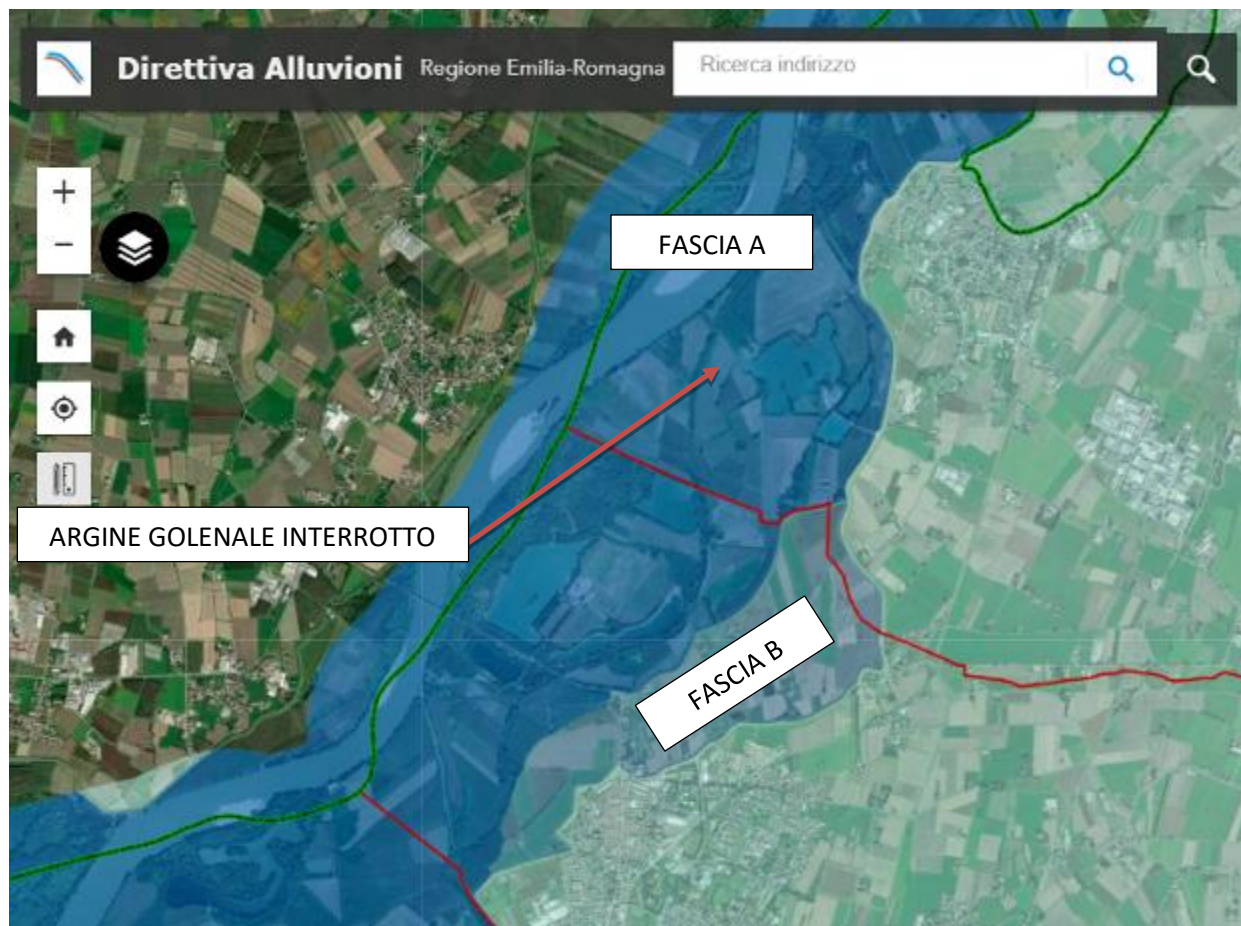 Direttiva Alluvioni Regione Emilia-Romagna Ricerca indirizzo
+
−
FASCIA A
ARGINE GOLENALE INTERROTTO
FASCIA B